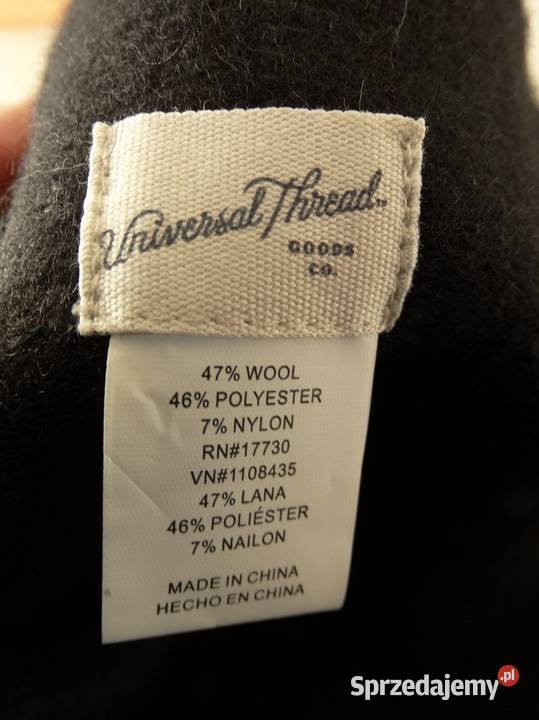 Universal Thread™
GOODS
CO.
47% WOOL
46% POLYESTER
7% NYLON
RN#17730
VN#1108435
47% LANA
46% POLIÉSTER
7% NAILON
MADE IN CHINA
HECHO EN CHINA
Sprzedajemy.pl